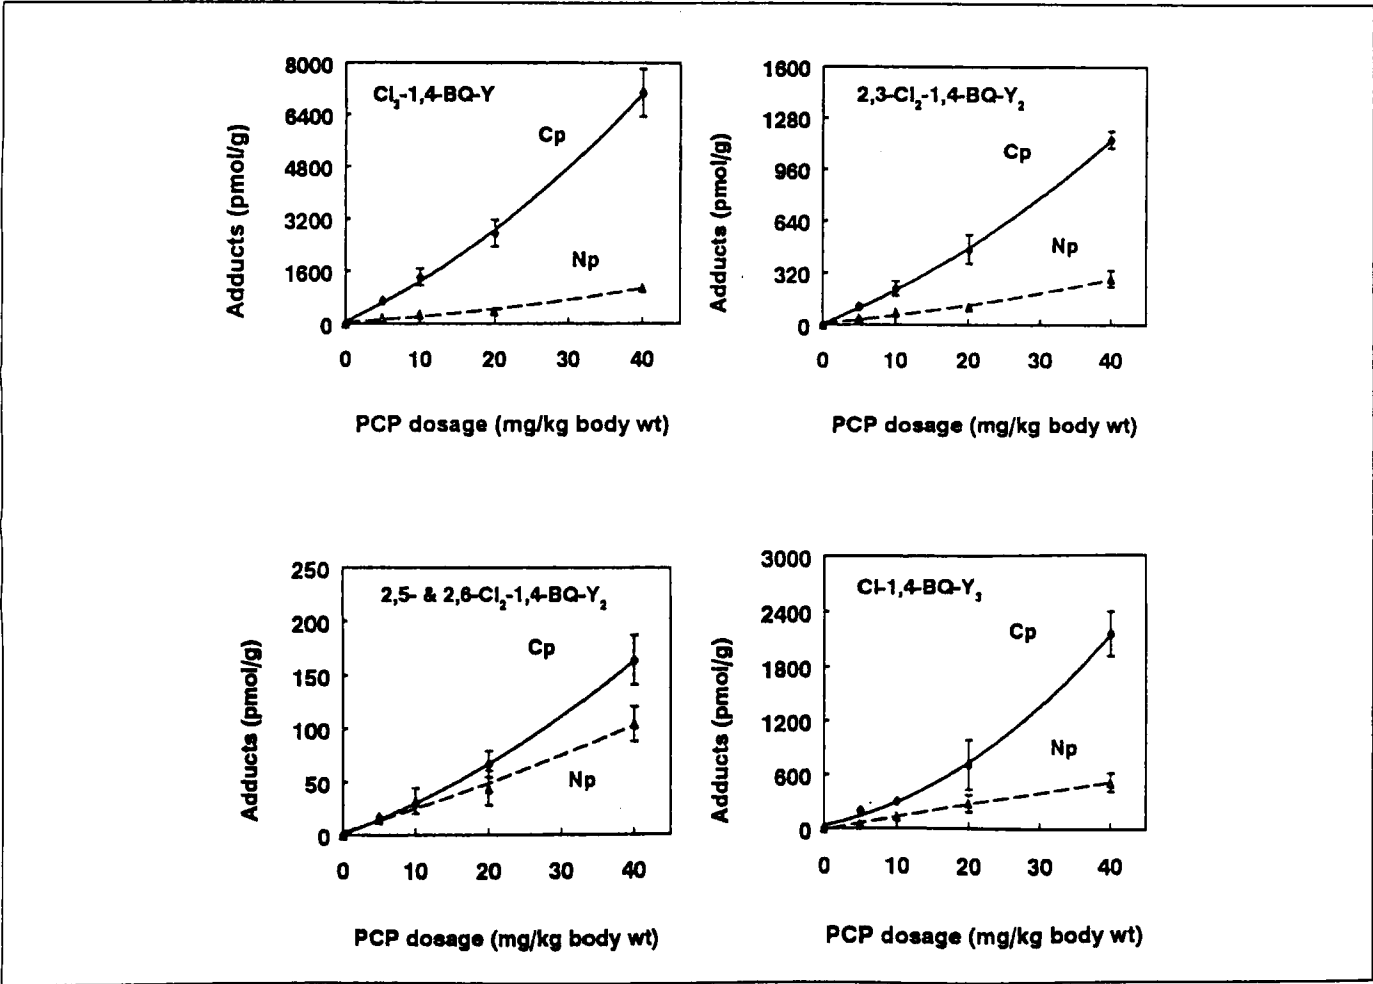 8000
6400
4800
3200
1600
0
Adducts (pmol/g)
Cl3-1,4-BQ-Y
Cp
Np
0 10 20 30 40
PCP dosage (mg/kg body wt)
1600
1280
960
640
320
0
Adducts (pmol/g)
2,3-Cl2-1,4-BQ-Y2
Cp
Np
0 10 20 30 40
PCP dosage (mg/kg body wt)
250
200
150
100
50
0
Adducts (pmol/g)
2,5- & 2,6-Cl2-1,4-BQ-Y2
Cp
Np
0 10 20 30 40
PCP dosage (mg/kg body wt)
3000
2400
1800
1200
600
0
Adducts (pmol/g)
Cl-1,4-BQ-Y3
Cp
Np
0 10 20 30 40
PCP dosage (mg/kg body wt)